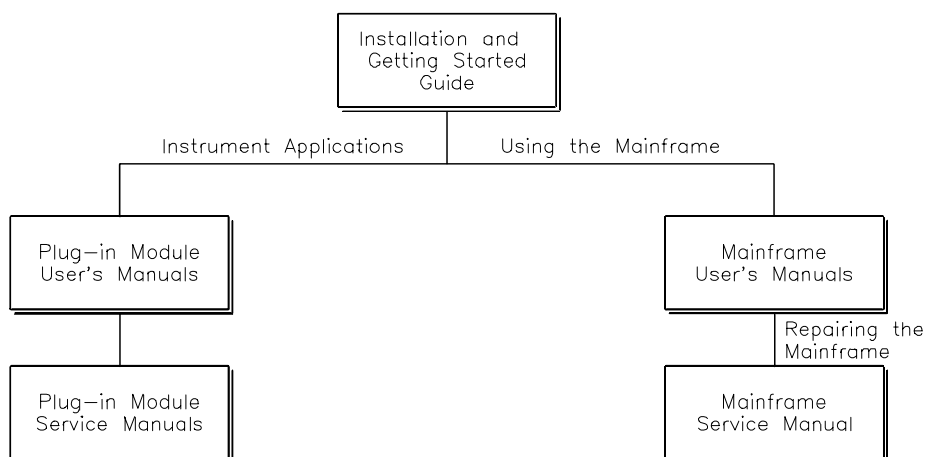 Installation and
Getting Started
Guide
Instrument Applications
Using the Mainframe
Plug-in Module
User's Manuals
Mainframe
User's Manuals
Repairing the
Mainframe
Plug-in Module
Service Manuals
Mainframe
Service Manual